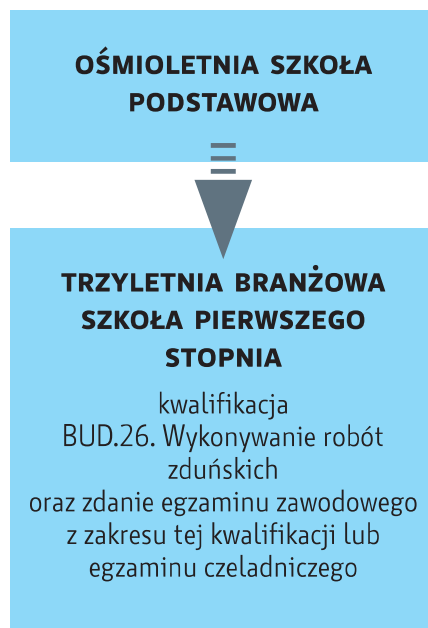 OŚMIOLETNIA SZKOŁA
PODSTAWOWA
TRZYLETNIA BRANŻOWA
SZKOŁA PIERWSZEGO
STOPNIA
kwalifikacja
BUD.26. Wykonywanie robót
zduńskich
oraz zdanie egzaminu zawodowego
z zakresu tej kwalifikacji lub
egzaminu czeladniczego